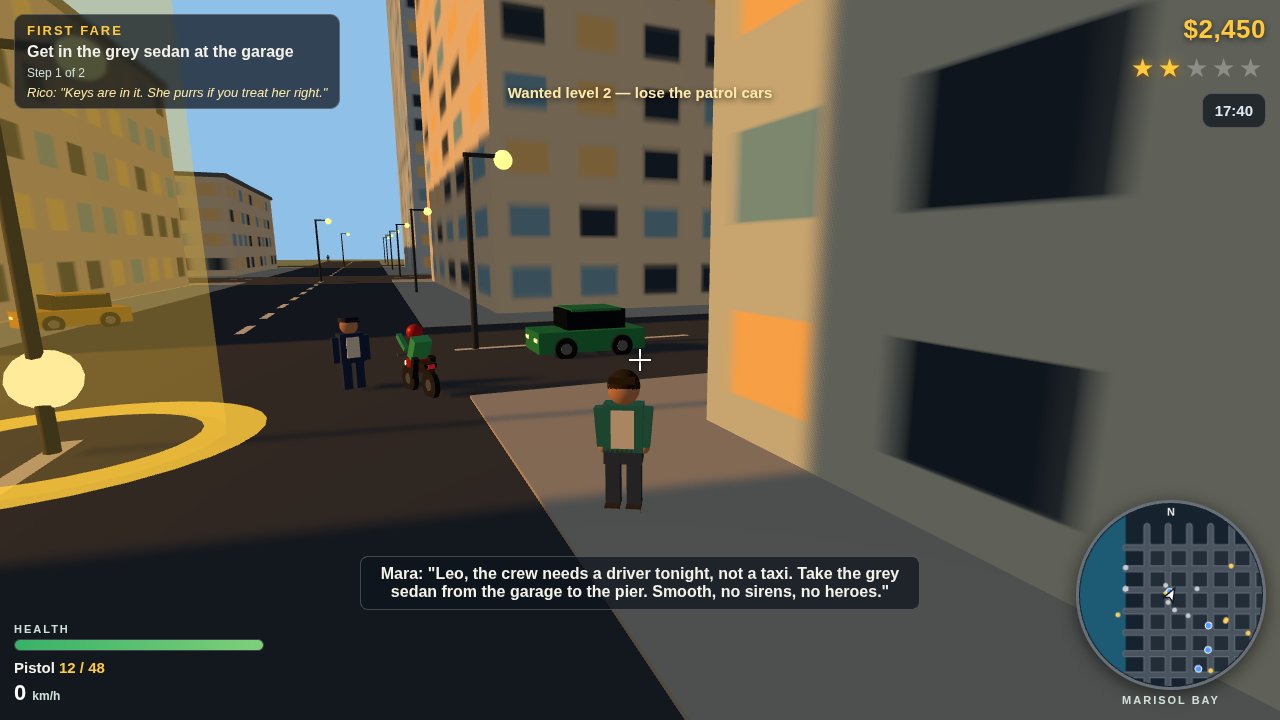 FIRST FARE
Get in the grey sedan at the garage
Step 1 of 2
Rico: "Keys are in it. She purrs if you treat her right."
Wanted level 2 — lose the patrol cars
$2,450
17:40
Mara: "Leo, the crew needs a driver tonight, not a taxi. Take the grey
sedan from the garage to the pier. Smooth, no sirens, no heroes."
HEALTH
Pistol 12 / 48
0 km/h
N
MARISOL BAY